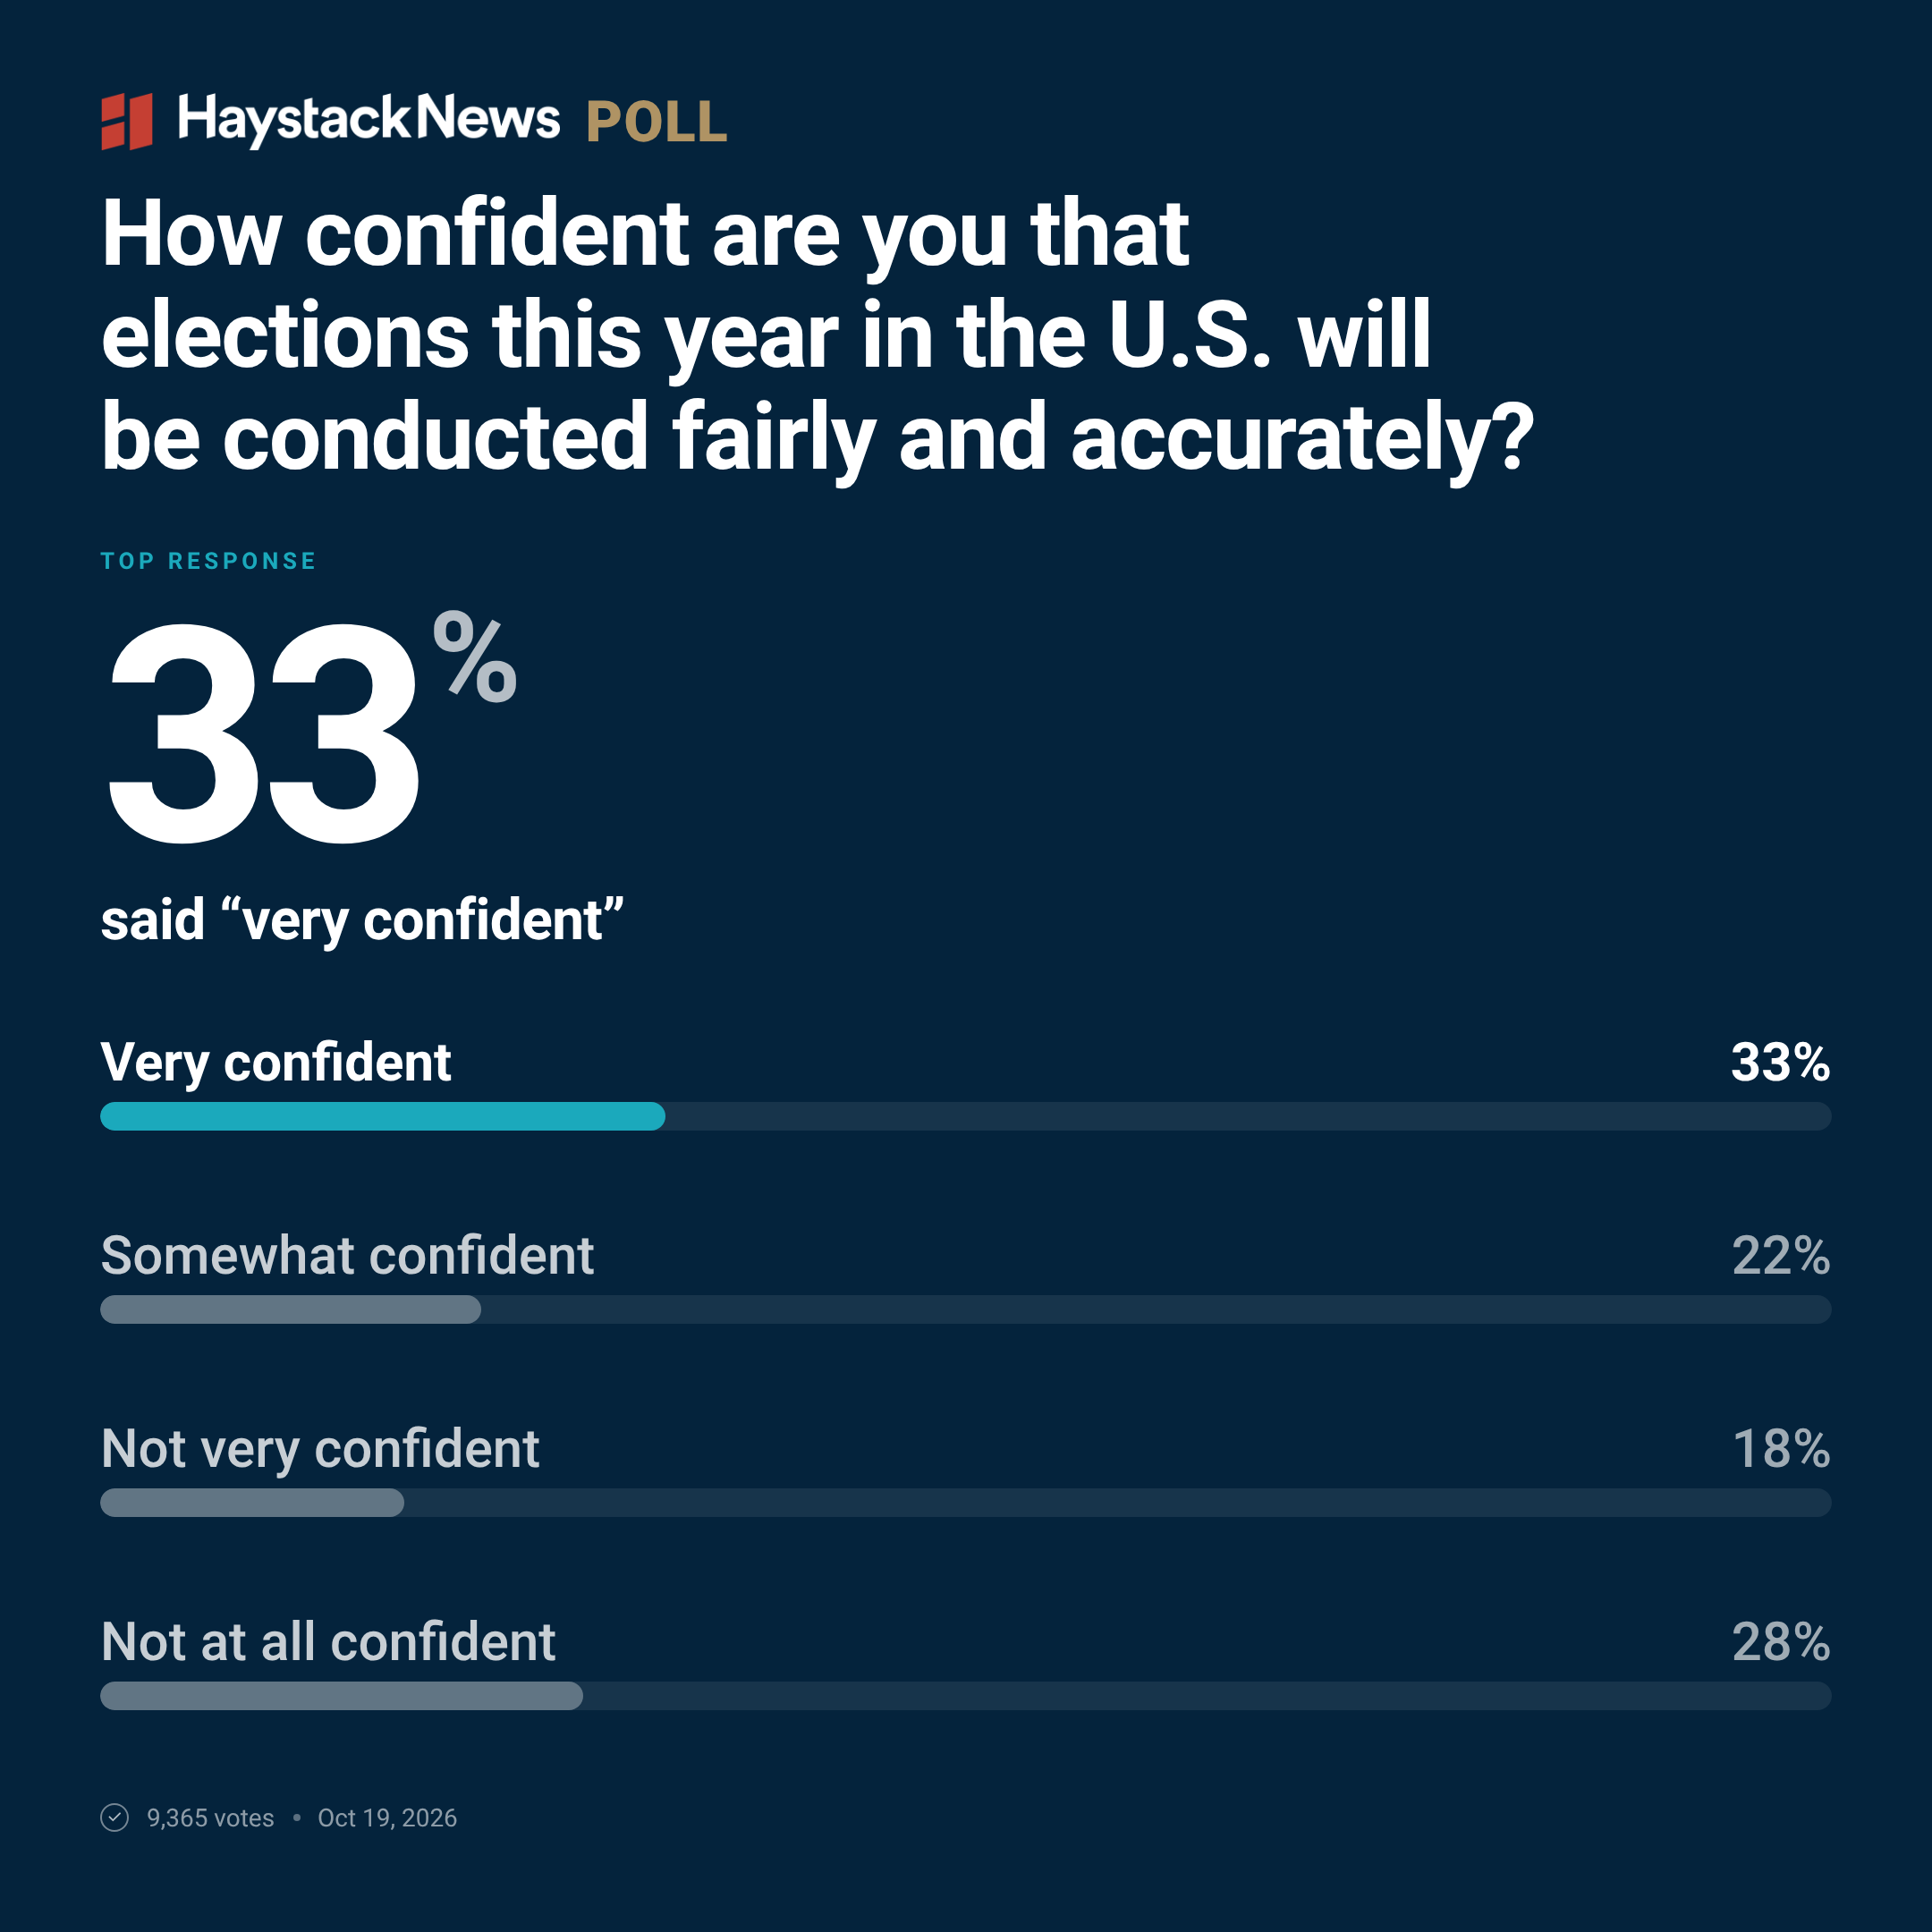 HaystackNews POLL
How confident are you that
elections this year in the U.S. will
be conducted fairly and accurately?
TOP RESPONSE
33%
said “very confident”
Very confident 33%
Somewhat confident 22%
Not very confident 18%
Not at all confident 28%
9,365 votes • Oct 19, 2026